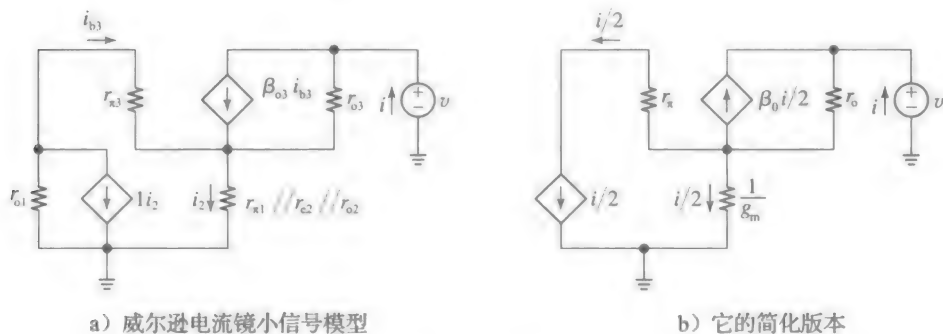 i_b3
r_π3
β_o3 i_b3
r_o3
i
v
r_o1
1i_2
i_2
r_π1 // r_e2 // r_o2
a）威尔逊电流镜小信号模型
i/2
r_π
β_0 i/2
r_o
i
v
i/2
i/2
1/g_m
b）它的简化版本